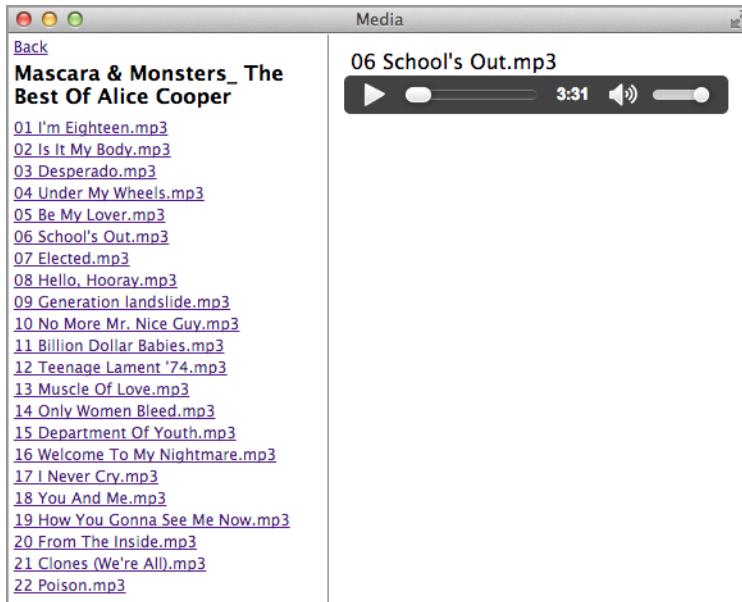 Media
Back
Mascara & Monsters_ The
Best Of Alice Cooper
01 I'm Eighteen.mp3
02 Is It My Body.mp3
03 Desperado.mp3
04 Under My Wheels.mp3
05 Be My Lover.mp3
06 School's Out.mp3
07 Elected.mp3
08 Hello, Hooray.mp3
09 Generation landslide.mp3
10 No More Mr. Nice Guy.mp3
11 Billion Dollar Babies.mp3
12 Teenage Lament '74.mp3
13 Muscle Of Love.mp3
14 Only Women Bleed.mp3
15 Department Of Youth.mp3
16 Welcome To My Nightmare.mp3
17 I Never Cry.mp3
18 You And Me.mp3
19 How You Gonna See Me Now.mp3
20 From The Inside.mp3
21 Clones (We're All).mp3
22 Poison.mp3
06 School's Out.mp3
3:31